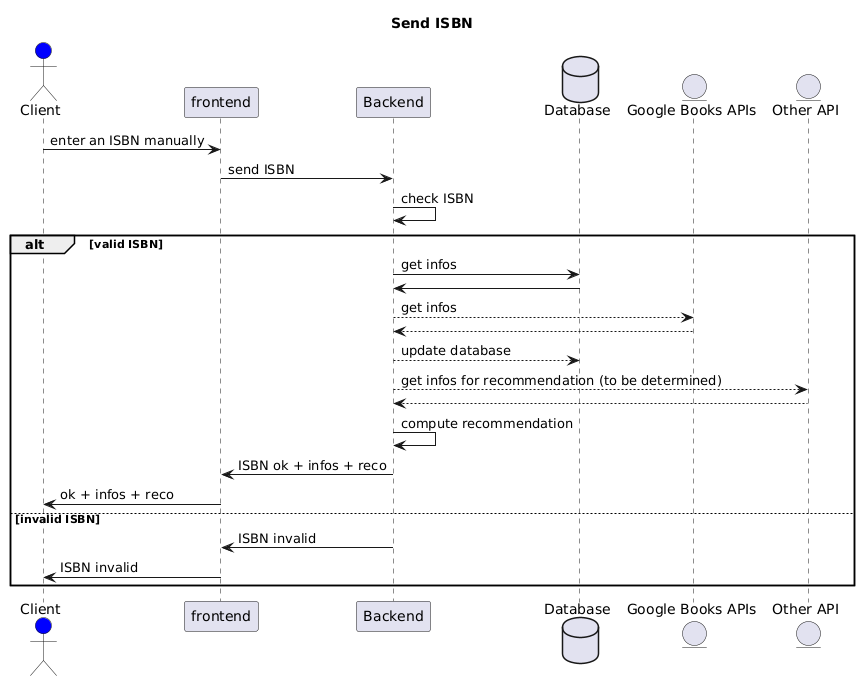 Send ISBN
Client
frontend
Backend
Database
Google Books APIs
Other API
enter an ISBN manually
send ISBN
check ISBN
alt [valid ISBN]
get infos
get infos
update database
get infos for recommendation (to be determined)
compute recommendation
ISBN ok + infos + reco
ok + infos + reco
[invalid ISBN]
ISBN invalid
ISBN invalid
Client
frontend
Backend
Database
Google Books APIs
Other API